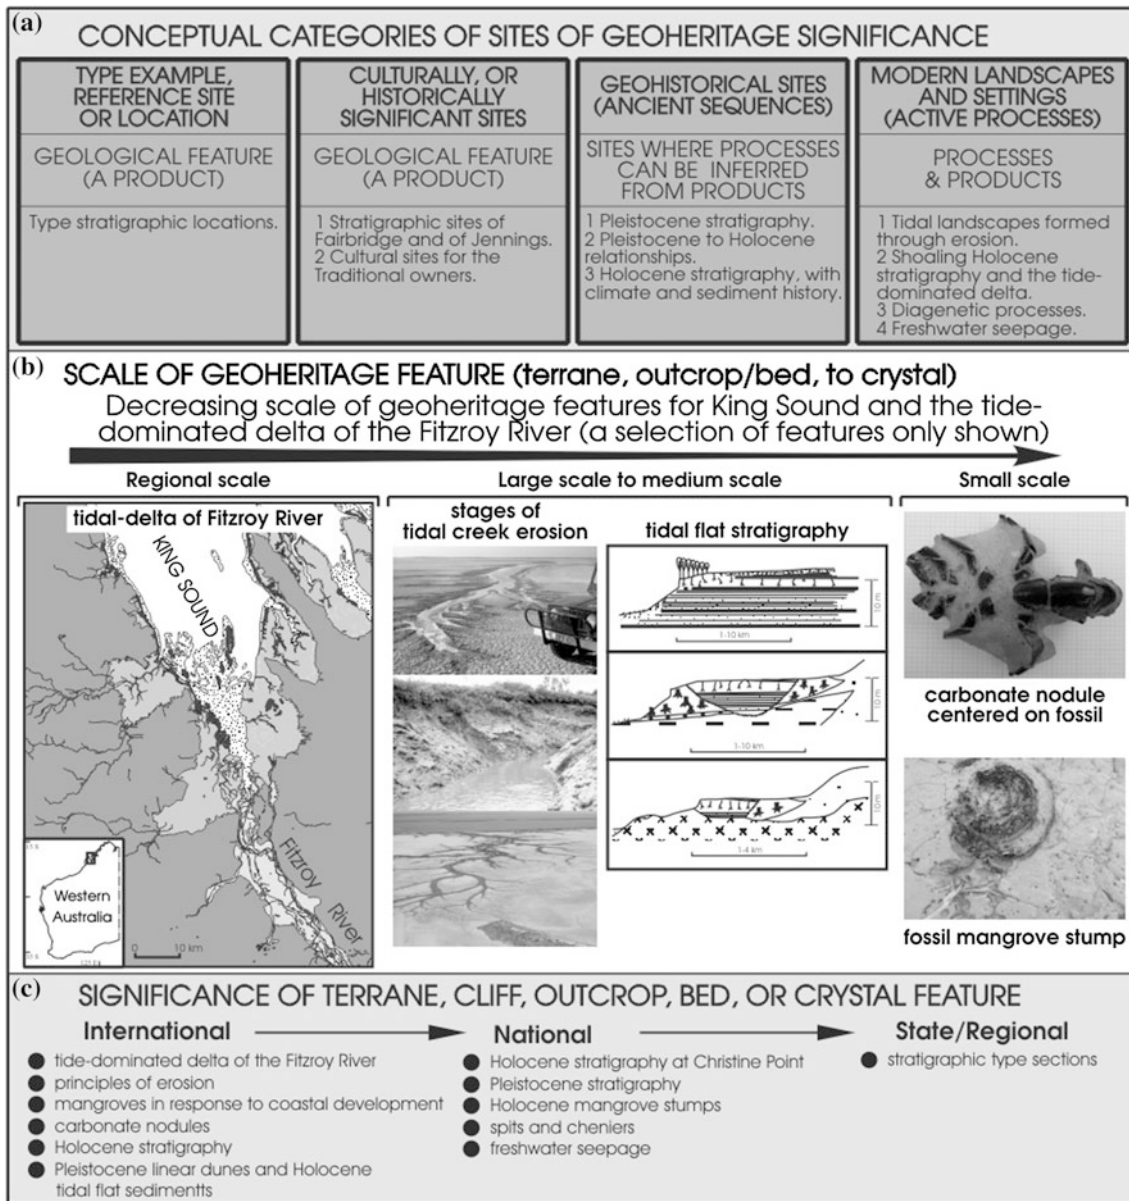 (a)
CONCEPTUAL CATEGORIES OF SITES OF GEOHERITAGE SIGNIFICANCE
TYPE EXAMPLE,
REFERENCE SITE
OR LOCATION
GEOLOGICAL FEATURE
(A PRODUCT)
Type stratigraphic locations.
CULTURALLY, OR
HISTORICALLY
SIGNIFICANT SITES
GEOLOGICAL FEATURE
(A PRODUCT)
1 Stratigraphic sites of
Fairbridge and of Jennings.
2 Cultural sites for the
Traditional owners.
GEOHISTORICAL SITES
(ANCIENT SEQUENCES)
SITES WHERE PROCESSES
CAN BE INFERRED
FROM PRODUCTS
1 Pleistocene stratigraphy.
2 Pleistocene to Holocene
relationships.
3 Holocene stratigraphy, with
climate and sediment history.
MODERN LANDSCAPES
AND SETTINGS
(ACTIVE PROCESSES)
PROCESSES
& PRODUCTS
1 Tidal landscapes formed
through erosion.
2 Shoaling Holocene
stratigraphy and the tide-
dominated delta.
3 Diagenetic processes.
4 Freshwater seepage.
(b)
SCALE OF GEOHERITAGE FEATURE (terrane, outcrop/bed, to crystal)
Decreasing scale of geoheritage features for King Sound and the tide-
dominated delta of the Fitzroy River (a selection of features only shown)
Regional scale
Large scale to medium scale
Small scale
tidal-delta of Fitzroy River
KING SOUND
Fitzroy
River
Western
Australia
0 10 km
stages of
tidal creek erosion
tidal flat stratigraphy
10 m
1-10 km
10 m
1-10 km
10 m
1-4 km
carbonate nodule
centered on fossil
fossil mangrove stump
(c)
SIGNIFICANCE OF TERRANE, CLIFF, OUTCROP, BED, OR CRYSTAL FEATURE
International
● tide-dominated delta of the Fitzroy River
● principles of erosion
● mangroves in response to coastal development
● carbonate nodules
● Holocene stratigraphy
● Pleistocene linear dunes and Holocene
tidal flat sedimentts
National
● Holocene stratigraphy at Christine Point
● Pleistocene stratigraphy
● Holocene mangrove stumps
● spits and cheniers
● freshwater seepage
State/Regional
● stratigraphic type sections